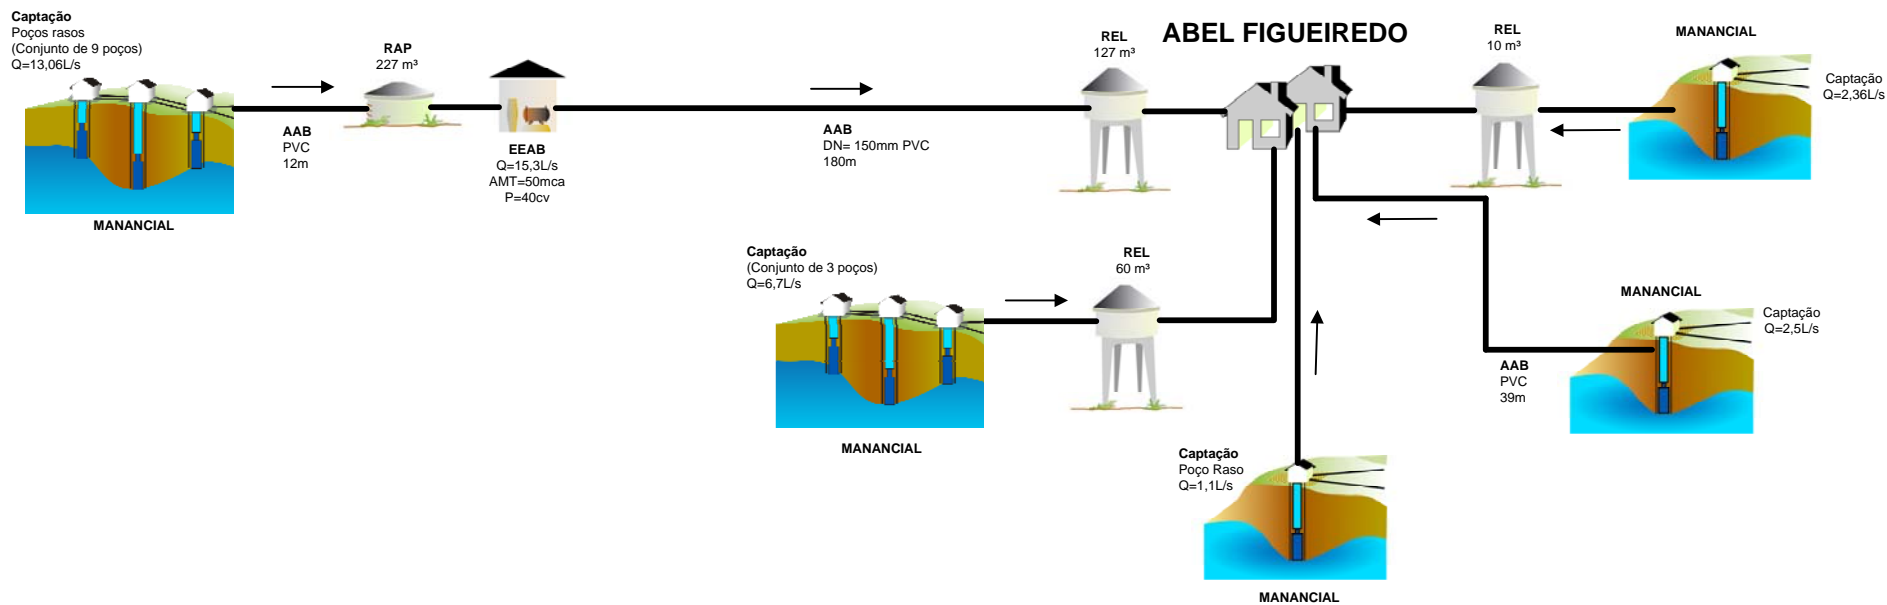 Captação
Poços rasos
(Conjunto de 9 poços)
Q=13,06L/s
RAP
227 m³
AAB
PVC
12m
EEAB
Q=15,3L/s
AMT=50mca
P=40cv
MANANCIAL
AAB
DN= 150mm PVC
180m
REL
127 m³
ABEL FIGUEIREDO
REL
10 m³
MANANCIAL
Captação
Q=2,36L/s
Captação
(Conjunto de 3 poços)
Q=6,7L/s
REL
60 m³
MANANCIAL
MANANCIAL
Captação
Q=2,5L/s
AAB
PVC
39m
Captação
Poço Raso
Q=1,1L/s
MANANCIAL